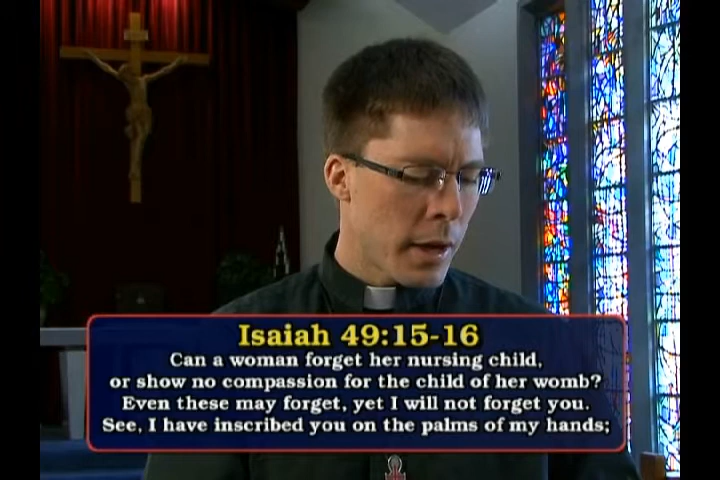 Isaiah 49:15-16
Can a woman forget her nursing child,
or show no compassion for the child of her womb?
Even these may forget, yet I will not forget you.
See, I have inscribed you on the palms of my hands;